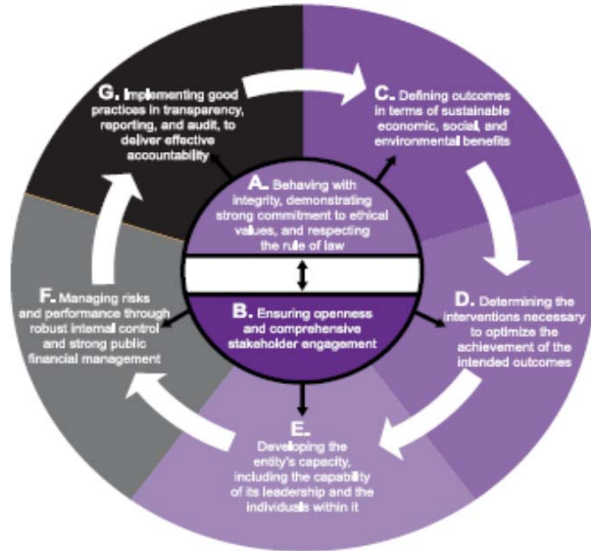 A. Behaving with
integrity, demonstrating
strong commitment to ethical
values, and respecting
the rule of law
B. Ensuring openness
and comprehensive
stakeholder engagement
C. Defining outcomes
in terms of sustainable
economic, social, and
environmental benefits
D. Determining the
interventions necessary
to optimize the
achievement of the
intended outcomes
E.
Developing the
entity's capacity,
including the capability
of its leadership and the
individuals within it
F. Managing risks
and performance through
robust internal control
and strong public
financial management
G. Implementing good
practices in transparency,
reporting, and audit, to
deliver effective
accountability